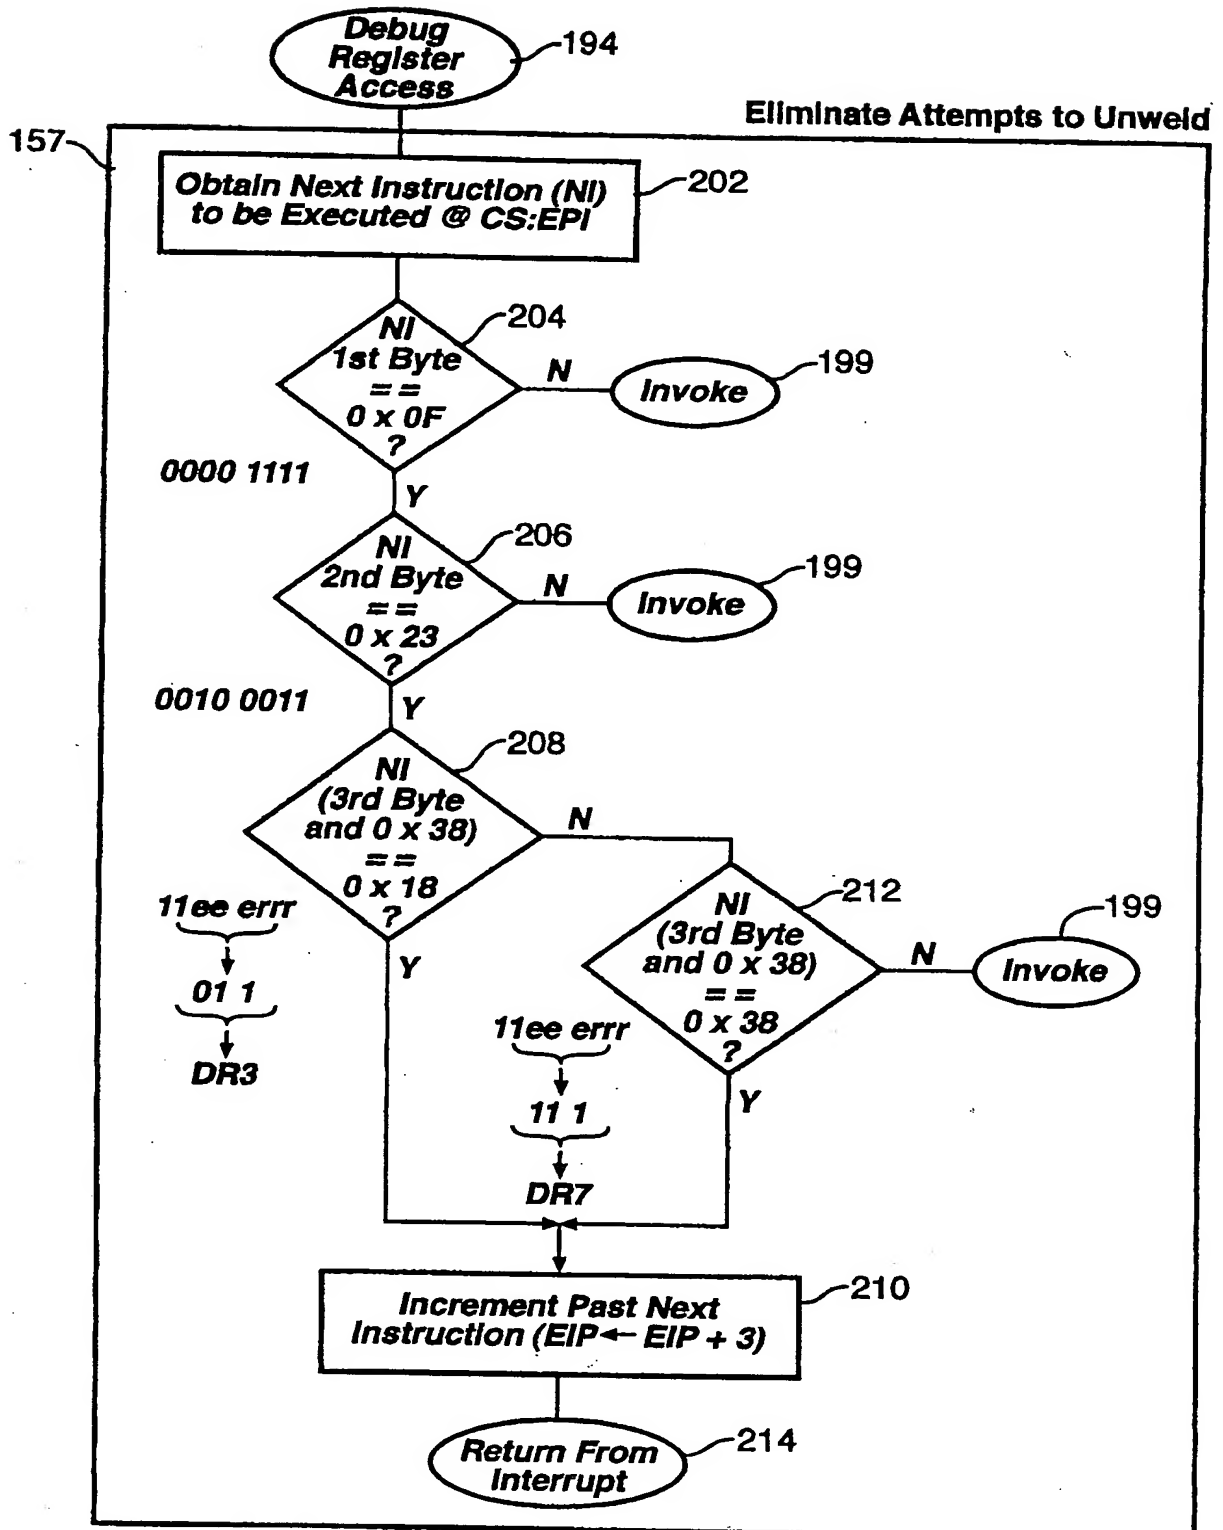 Debug
Register
Access
194
Eliminate Attempts to Unweld
157
Obtain Next Instruction (NI)
to be Executed @ CS:EPI
202
NI
1st Byte
==
0 x 0F
?
204
N
Invoke
199
0000 1111
Y
NI
2nd Byte
==
0 x 23
?
206
N
Invoke
199
0010 0011
Y
NI
(3rd Byte
and 0 x 38)
==
0 x 18
?
208
N
11ee errr
01 1
DR3
Y
NI
(3rd Byte
and 0 x 38)
==
0 x 38
?
212
N
Invoke
199
11ee errr
11 1
DR7
Y
Increment Past Next
Instruction (EIP ← EIP + 3)
210
Return From
Interrupt
214